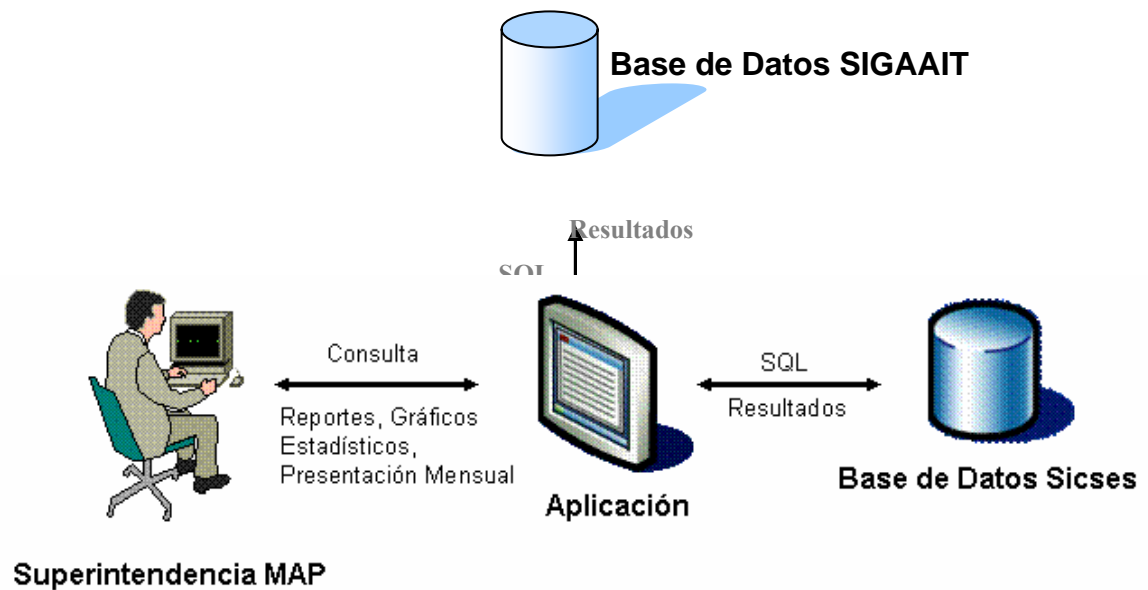 Base de Datos SIGAAIT
Resultados
SQL
Consulta
Reportes, Gráficos
Estadísticos,
Presentación Mensual
Aplicación
SQL
Resultados
Base de Datos Sicses
Superintendencia MAP